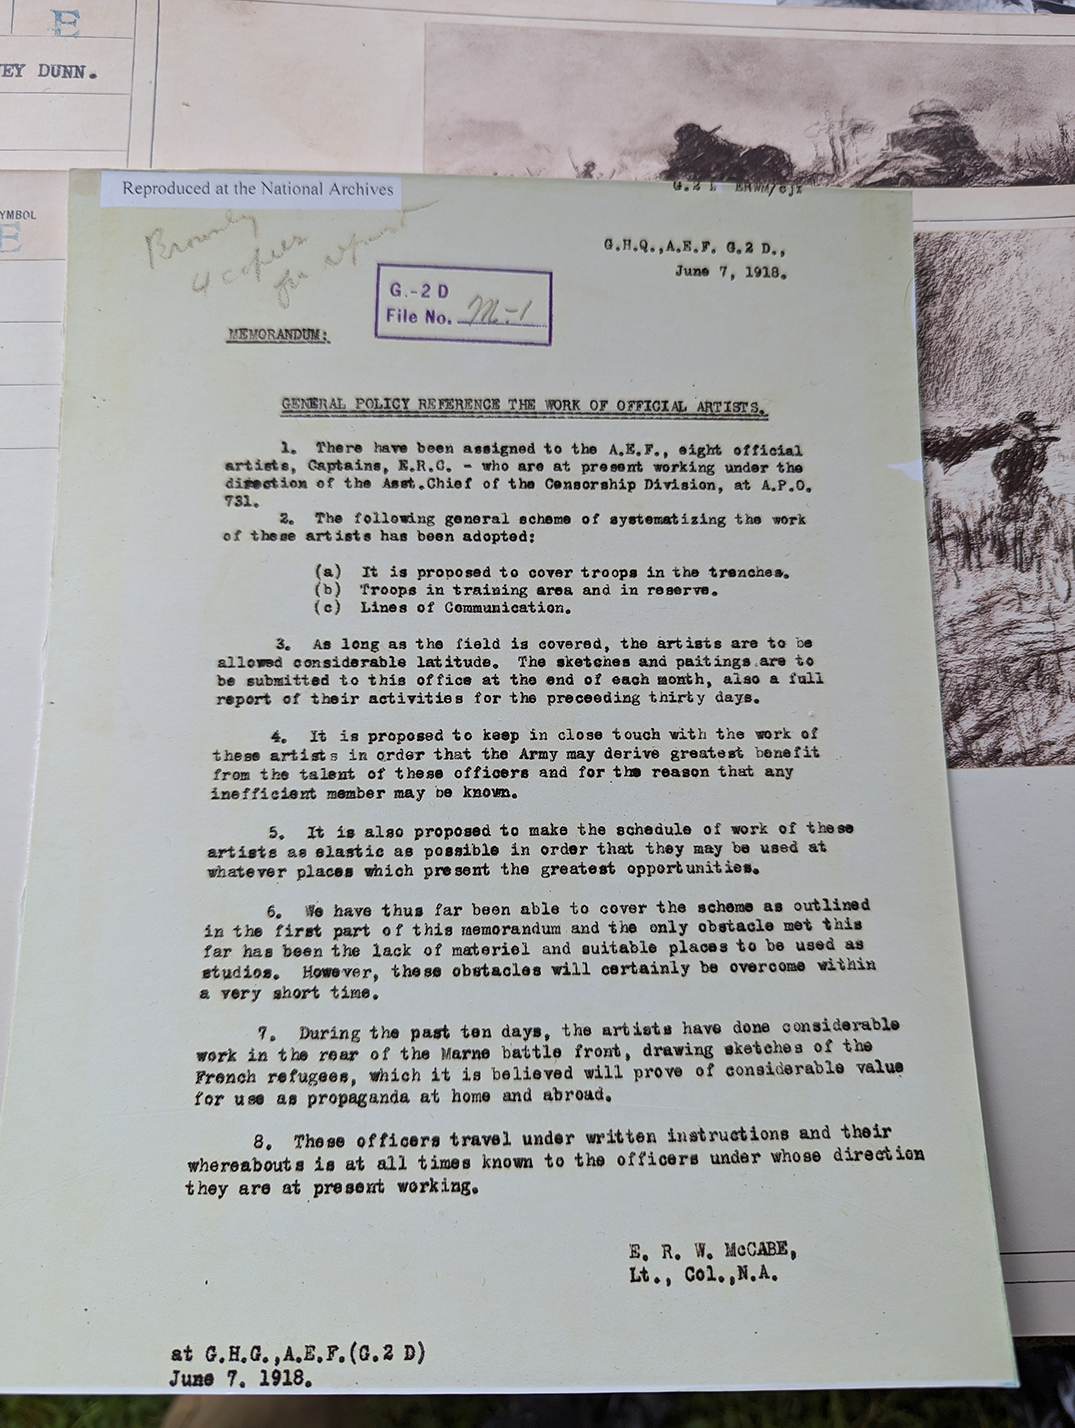 E
EY DUNN.
YMBOL
E
Reproduced at the National Archives
G.2 D ERWM/cjx
4 copies
for
G.H.Q.,A.E.F. G.2 D.,
June 7, 1918.
G.-2 D
File No. M-1
MEMORANDUM:
GENERAL POLICY REFERENCE THE WORK OF OFFICIAL ARTISTS.
1. There have been assigned to the A.E.F., eight official
artists, Captains, E.R.C. - who are at present working under the
direction of the Asst.Chief of the Censorship Division, at A.P.O.
731.
2. The following general scheme of systematizing the work
of these artists has been adopted:
(a) It is proposed to cover troops in the trenches.
(b) Troops in training area and in reserve.
(c) Lines of Communication.
3. As long as the field is covered, the artists are to be
allowed considerable latitude. The sketches and paitings are to
be submitted to this office at the end of each month, also a full
report of their activities for the preceeding thirty days.
4. It is proposed to keep in close touch with the work of
these artists in order that the Army may derive greatest benefit
from the talent of these officers and for the reason that any
inefficient member may be known.
5. It is also proposed to make the schedule of work of these
artists as elastic as possible in order that they may be used at
whatever places which present the greatest opportunities.
6. We have thus far been able to cover the scheme as outlined
in the first part of this memorandum and the only obstacle met this
far has been the lack of materiel and suitable places to be used as
studios. However, these obstacles will certainly be overcome within
a very short time.
7. During the past ten days, the artists have done considerable
work in the rear of the Marne battle front, drawing sketches of the
French refugees, which it is believed will prove of considerable value
for use as propaganda at home and abroad.
8. These officers travel under written instructions and their
whereabouts is at all times known to the officers under whose direction
they are at present working.
E. R. W. McCABE,
Lt., Col.,N.A.
at G.H.G.,A.E.F.(G.2 D)
June 7. 1918.